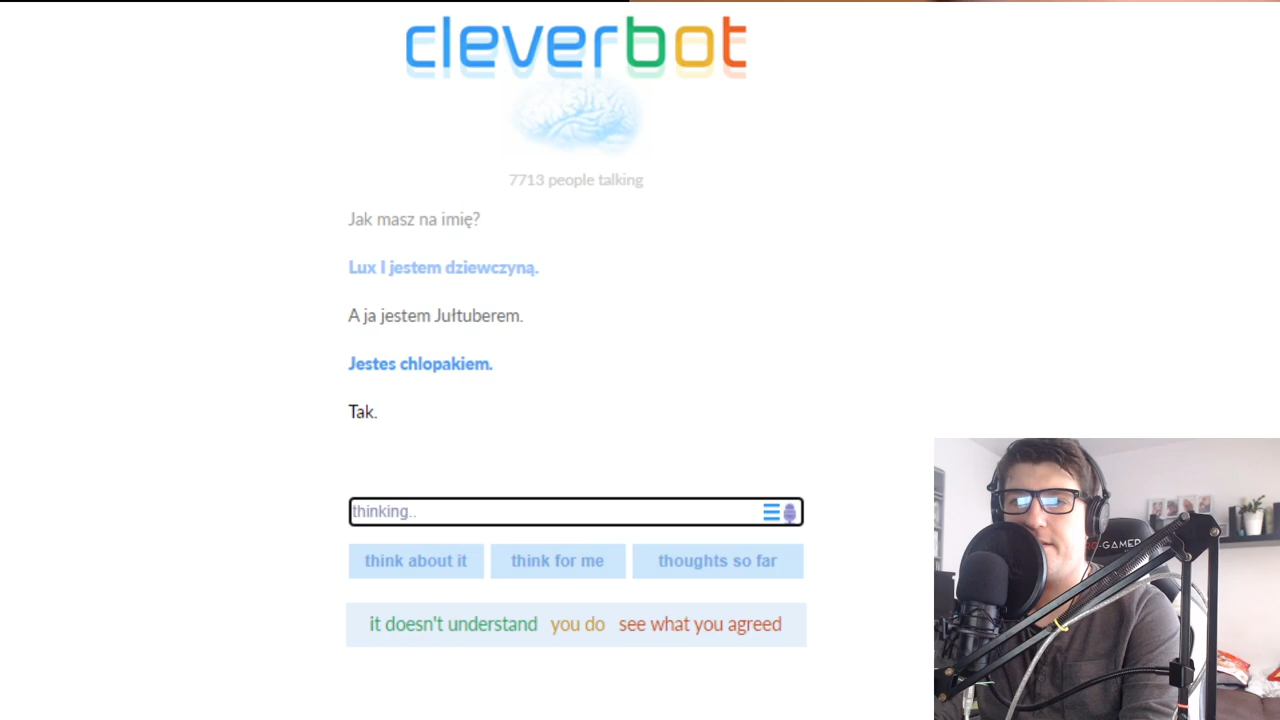 cleverbot
7713 people talking
Jak masz na imię?
Lux I jestem dziewczyną.
A ja jestem Jułtuberem.
Jestes chlopakiem.
Tak.
thinking..
think about it think for me thoughts so far
it doesn't understand you do see what you agreed
-GAMER